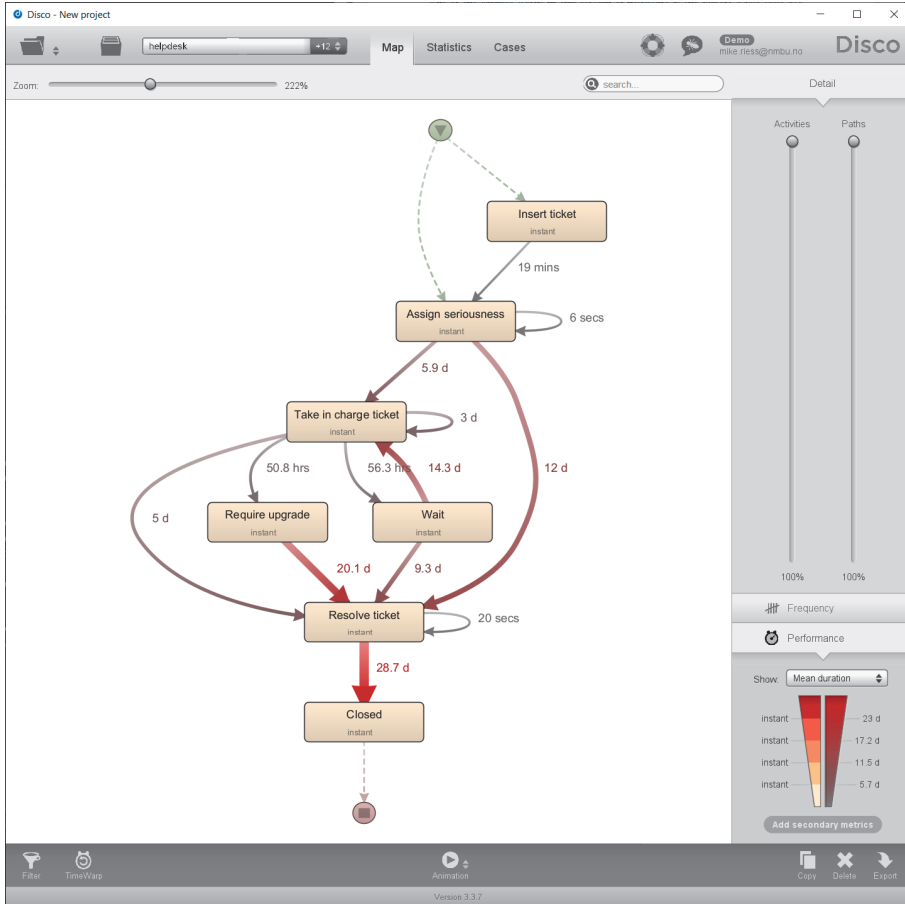 Disco - New project
helpdesk
+12
Map
Statistics
Cases
Demo
mike.riess@nmbu.no
Disco
Zoom:
222%
search...
Detail
Activities
Paths
Insert ticket
instant
19 mins
Assign seriousness
instant
6 secs
5.9 d
Take in charge ticket
instant
3 d
50.8 hrs
56.3 hrs
14.3 d
12 d
5 d
Require upgrade
instant
Wait
instant
20.1 d
9.3 d
100%
100%
Resolve ticket
instant
20 secs
Frequency
Performance
28.7 d
Show:
Mean duration
Closed
instant
instant
23 d
instant
17.2 d
instant
11.5 d
instant
5.7 d
Add secondary metrics
Filter
TimeWarp
Animation
Copy
Delete
Export
Version 3.3.7